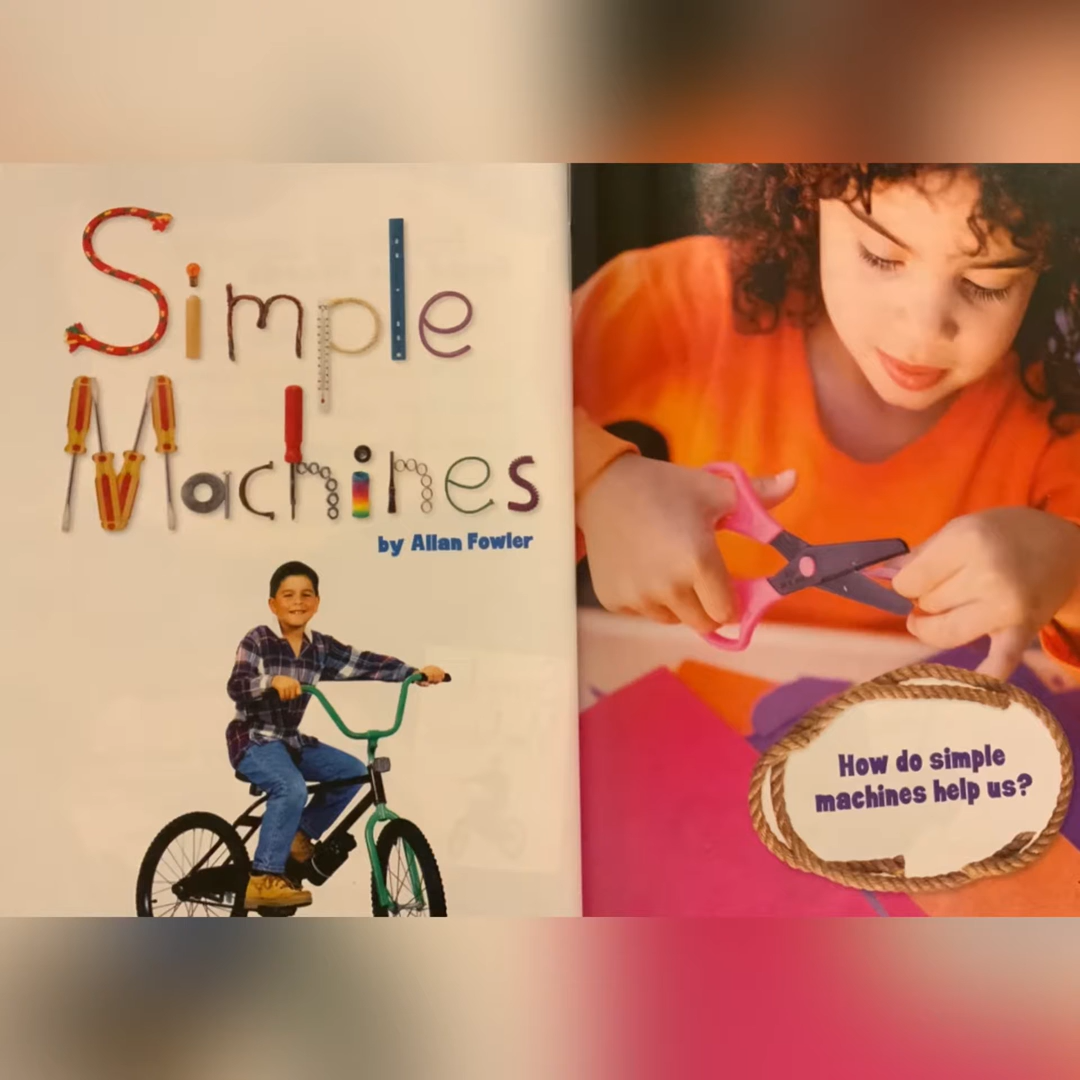 Simple
Machines
by Allan Fowler
How do simple
machines help us?